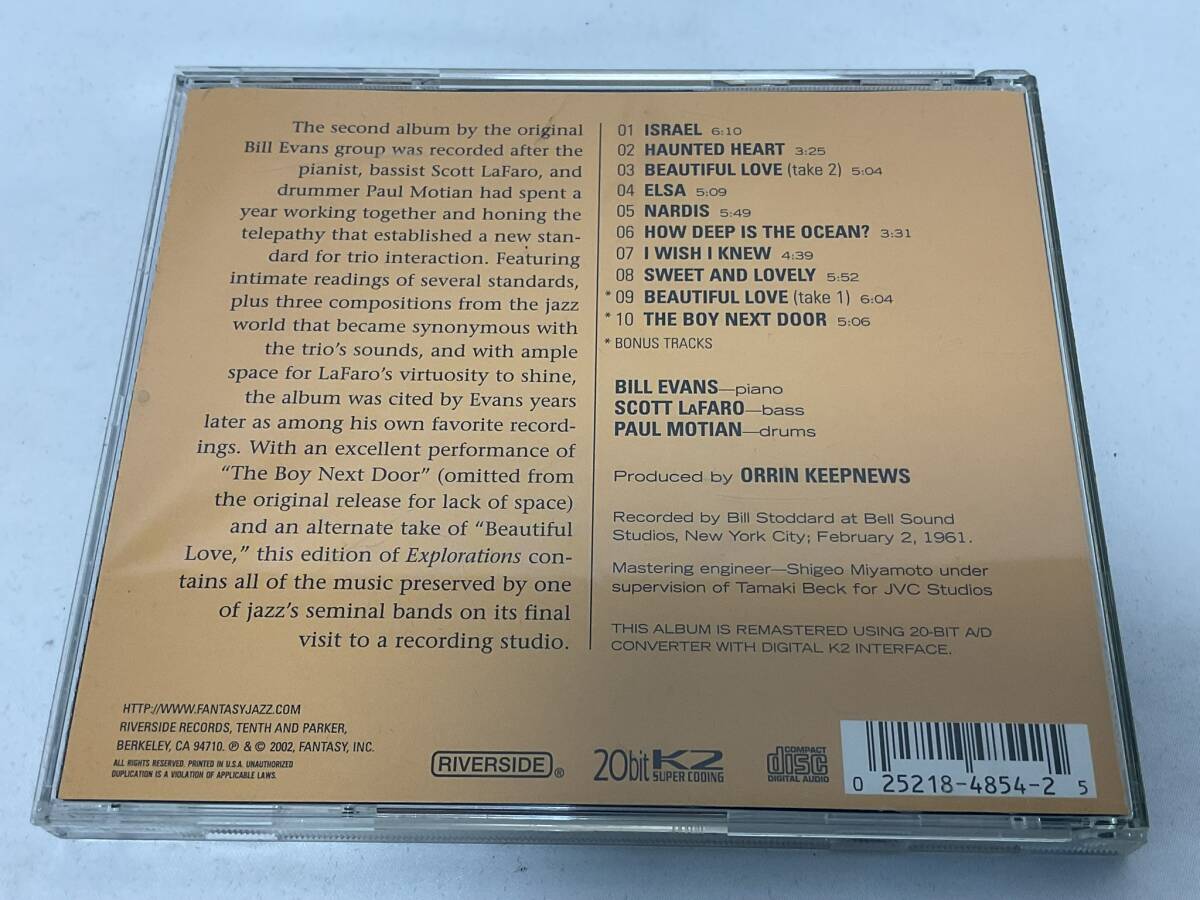 The second album by the original
Bill Evans group was recorded after the
pianist, bassist Scott LaFaro, and
drummer Paul Motian had spent a
year working together and honing the
telepathy that established a new stan-
dard for trio interaction. Featuring
intimate readings of several standards,
plus three compositions from the jazz
world that became synonymous with
the trio's sounds, and with ample
space for LaFaro's virtuosity to shine,
the album was cited by Evans years
later as among his own favorite record-
ings. With an excellent performance of
"The Boy Next Door" (omitted from
the original release for lack of space)
and an alternate take of "Beautiful
Love," this edition of Explorations con-
tains all of the music preserved by one
of jazz's seminal bands on its final
visit to a recording studio.
01 ISRAEL 6:10
02 HAUNTED HEART 3:25
03 BEAUTIFUL LOVE (take 2) 5:04
04 ELSA 5:09
05 NARDIS 5:49
06 HOW DEEP IS THE OCEAN? 3:31
07 I WISH I KNEW 4:39
08 SWEET AND LOVELY 5:52
* 09 BEAUTIFUL LOVE (take 1) 6:04
* 10 THE BOY NEXT DOOR 5:06
* BONUS TRACKS
BILL EVANS—piano
SCOTT LAFARO—bass
PAUL MOTIAN—drums
Produced by ORRIN KEEPNEWS
Recorded by Bill Stoddard at Bell Sound
Studios, New York City; February 2, 1961.
Mastering engineer—Shigeo Miyamoto under
supervision of Tamaki Beck for JVC Studios
THIS ALBUM IS REMASTERED USING 20-BIT A/D
CONVERTER WITH DIGITAL K2 INTERFACE.
HTTP://WWW.FANTASYJAZZ.COM
RIVERSIDE RECORDS, TENTH AND PARKER,
BERKELEY, CA 94710. ℗ & © 2002, FANTASY, INC.
ALL RIGHTS RESERVED. PRINTED IN U.S.A. UNAUTHORIZED
DUPLICATION IS A VIOLATION OF APPLICABLE LAWS.
RIVERSIDE®
20bit K2
SUPER CODING
COMPACT
disc
DIGITAL AUDIO
0 25218-4854-2 5